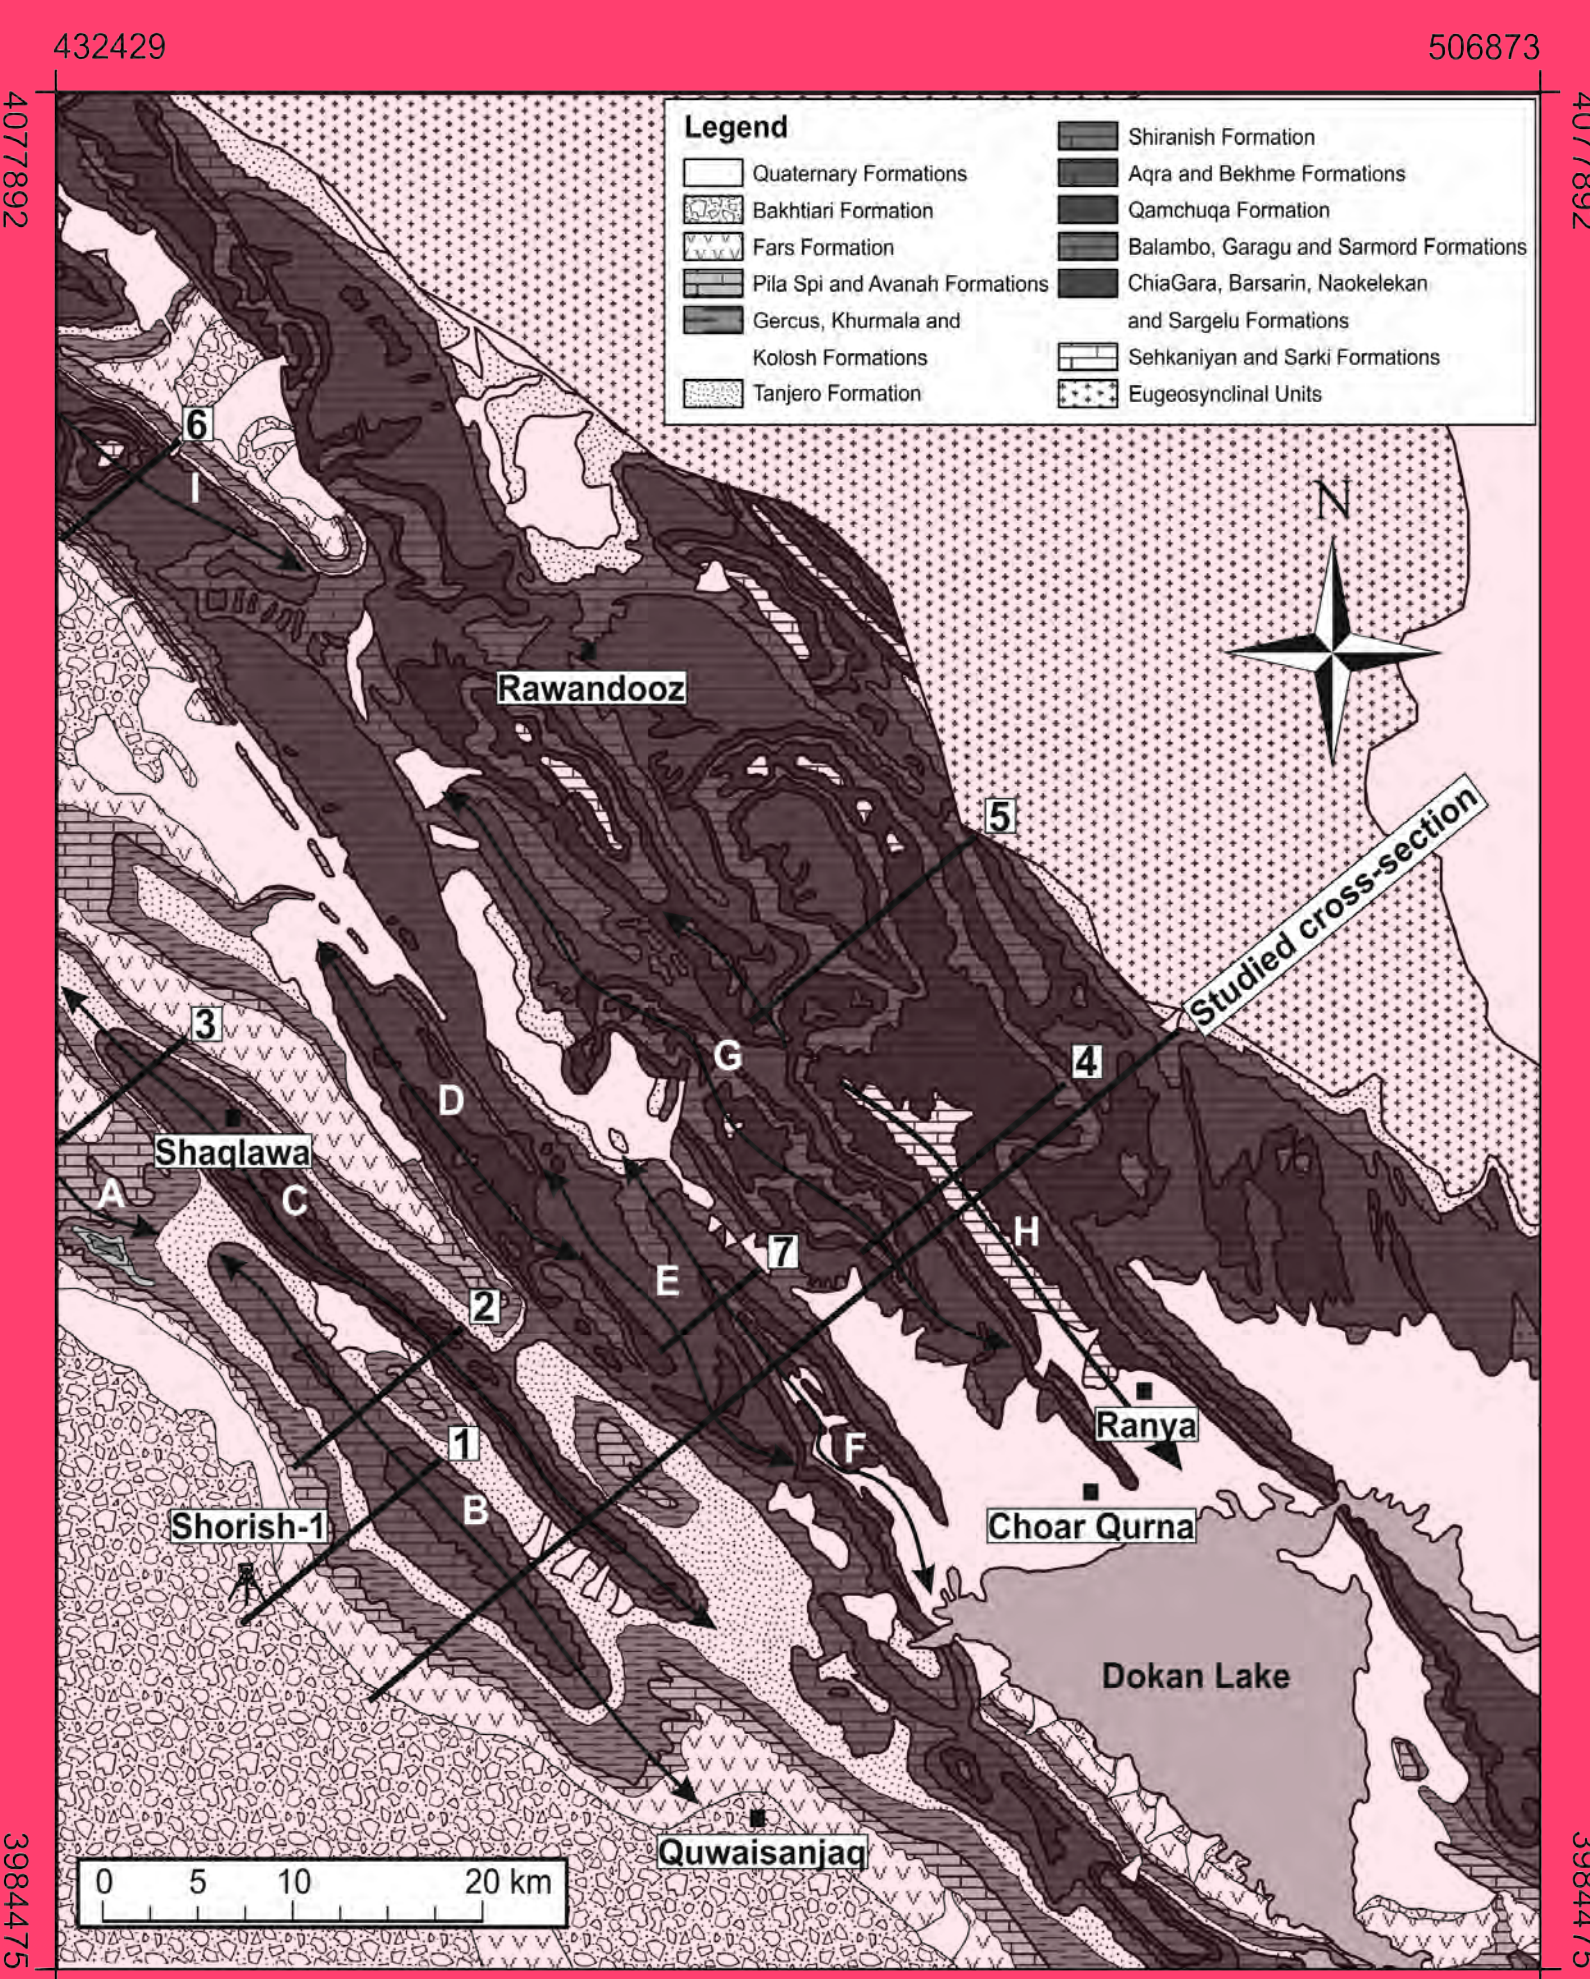 432429
506873
4077892
4077892
Legend
Quaternary Formations
Bakhtiari Formation
Fars Formation
Pila Spi and Avanah Formations
Gercus, Khurmala and
Kolosh Formations
Tanjero Formation
Shiranish Formation
Aqra and Bekhme Formations
Qamchuqa Formation
Balambo, Garagu and Sarmord Formations
ChiaGara, Barsarin, Naokelekan
and Sargelu Formations
Sehkaniyan and Sarki Formations
Eugeosynclinal Units
6
I
N
Rawandooz
5
Studied cross-section
3
G
4
D
Shaqlawa
A
C
H
7
E
2
Ranya
1
F
B
Shorish-1
Choar Qurna
Dokan Lake
Quwaisanjaq
0 5 10 20 km
3984475
3984475